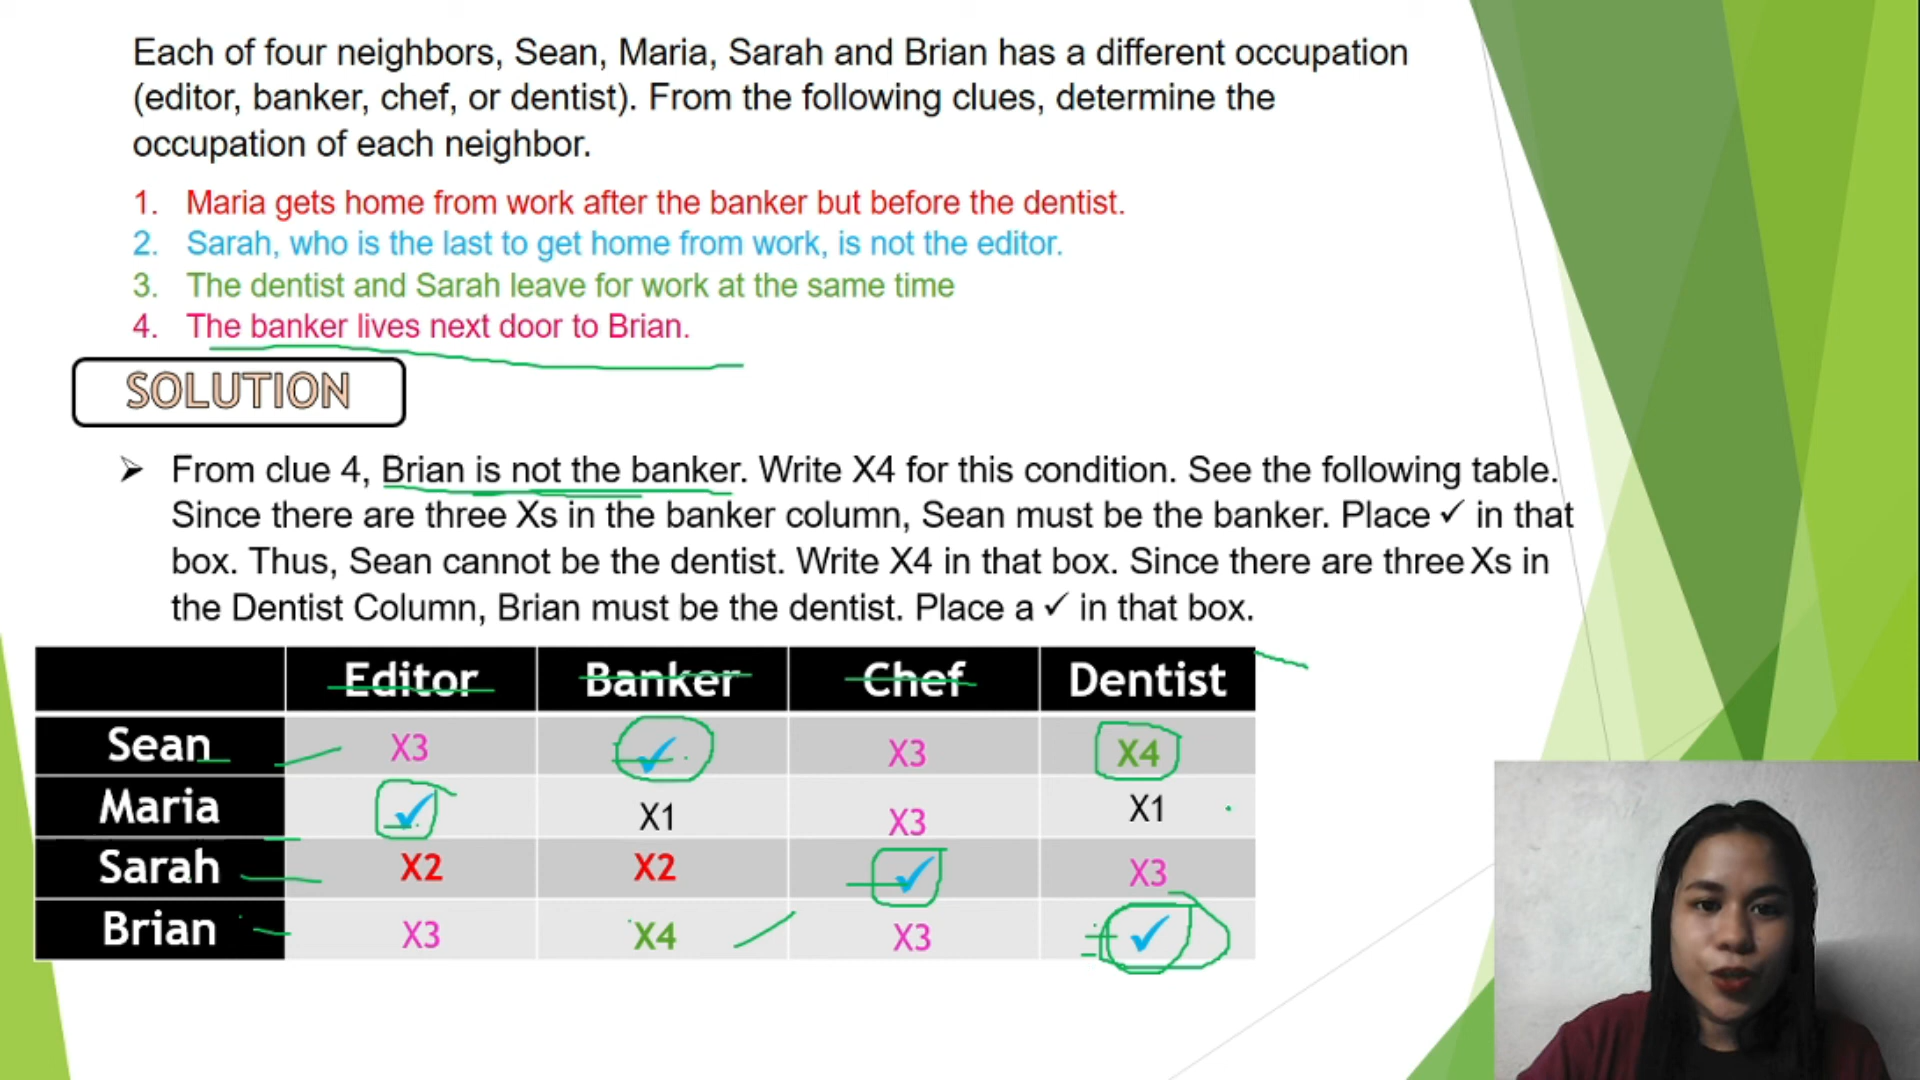 Each of four neighbors, Sean, Maria, Sarah and Brian has a different occupation
(editor, banker, chef, or dentist). From the following clues, determine the
occupation of each neighbor.
1. Maria gets home from work after the banker but before the dentist.
2. Sarah, who is the last to get home from work, is not the editor.
3. The dentist and Sarah leave for work at the same time
4. The banker lives next door to Brian.
SOLUTION
➢ From clue 4, Brian is not the banker. Write X4 for this condition. See the following table.
Since there are three Xs in the banker column, Sean must be the banker. Place ✓ in that
box. Thus, Sean cannot be the dentist. Write X4 in that box. Since there are three Xs in
the Dentist Column, Brian must be the dentist. Place a ✓ in that box.
Editor Banker Chef Dentist
Sean X3 ✓ X3 X4
Maria ✓ X1 X3 X1
Sarah X2 X2 ✓ X3
Brian X3 X4 X3 ✓